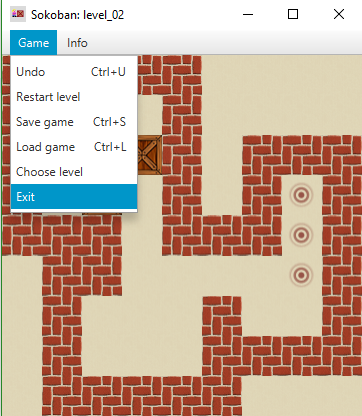 Sokoban: level_02
Game Info
Undo Ctrl+U
Restart level
Save game Ctrl+S
Load game Ctrl+L
Choose level
Exit